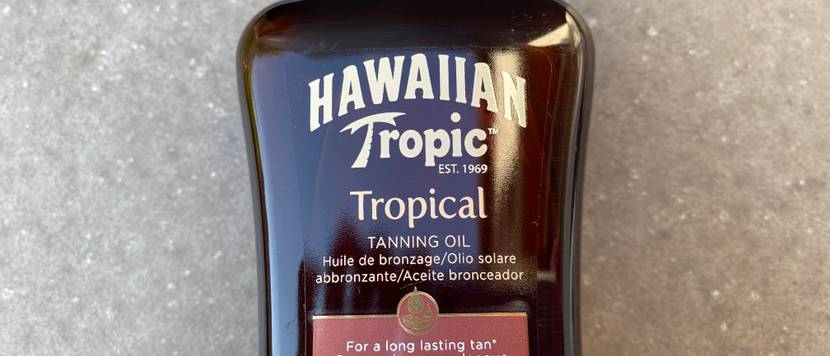 HAWAIIAN
Tropic™
EST. 1969
Tropical
TANNING OIL
Huile de bronzage/Olio solare
abbronzante/Aceite bronceador
For a long lasting tan*